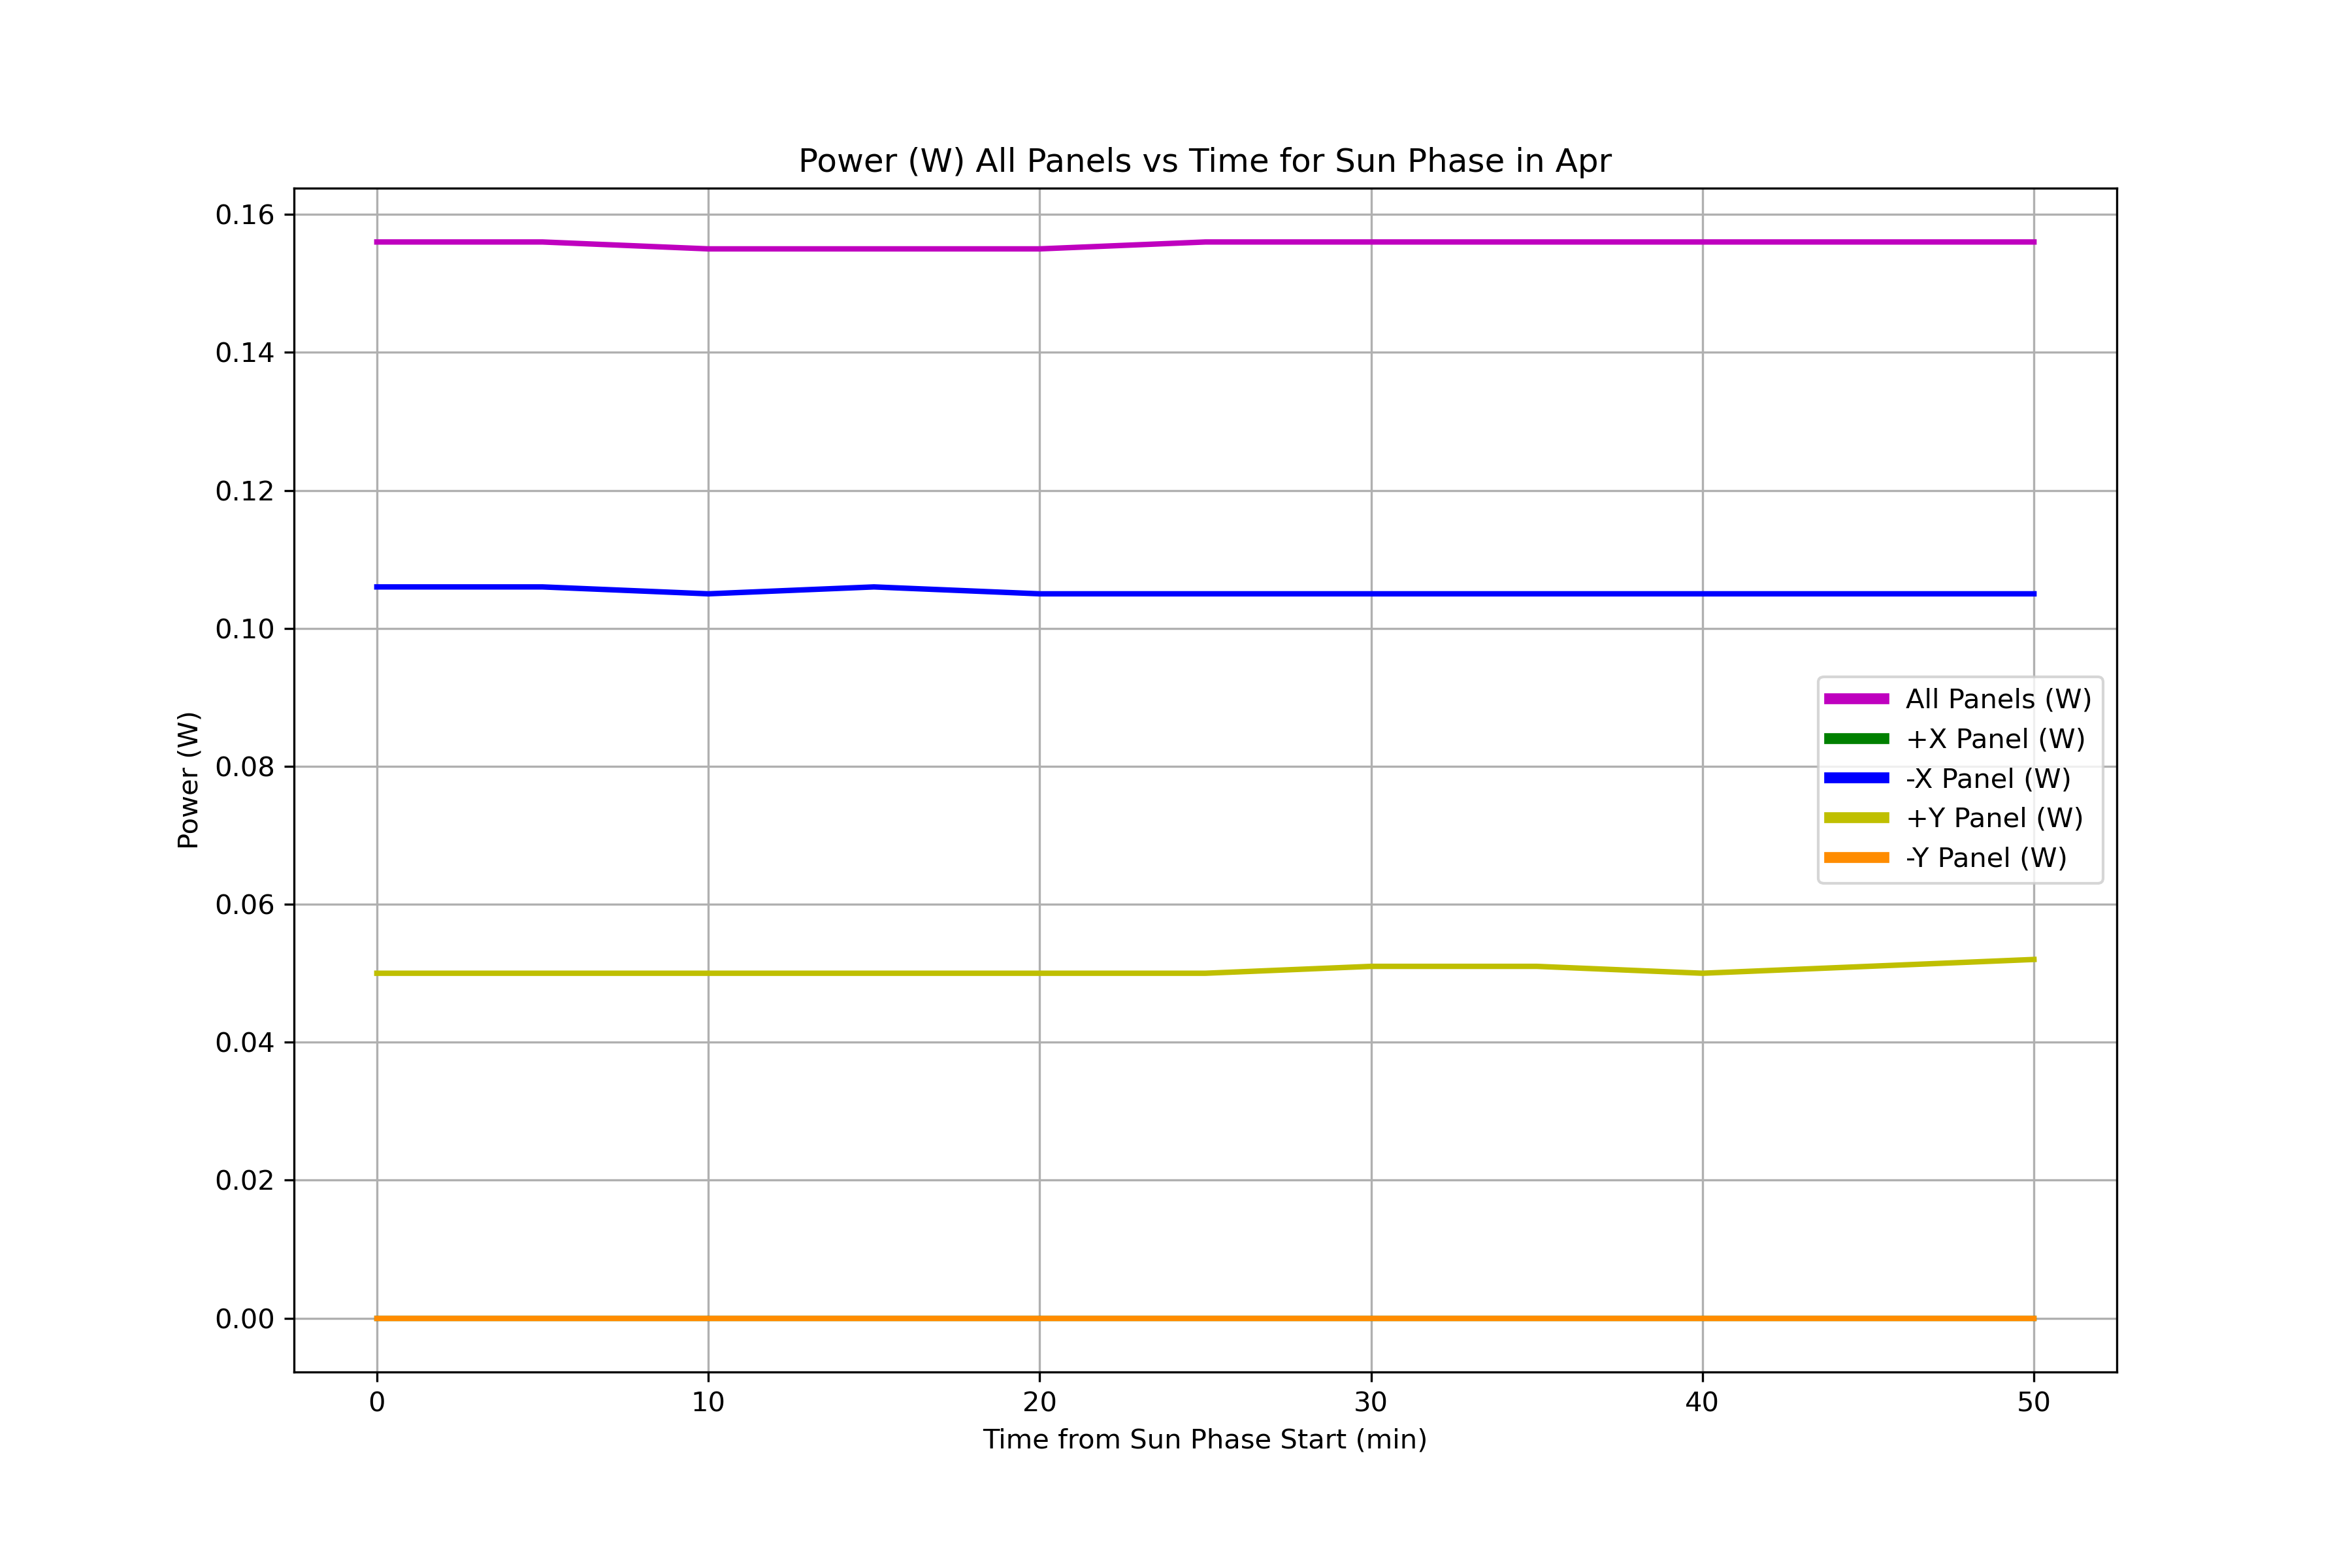 Power (W) All Panels vs Time for Sun Phase in Apr
0.16
0.14
0.12
0.10
0.08
0.06
0.04
0.02
0.00
Power (W)
All Panels (W)
+X Panel (W)
-X Panel (W)
+Y Panel (W)
-Y Panel (W)
0 10 20 30 40 50
Time from Sun Phase Start (min)